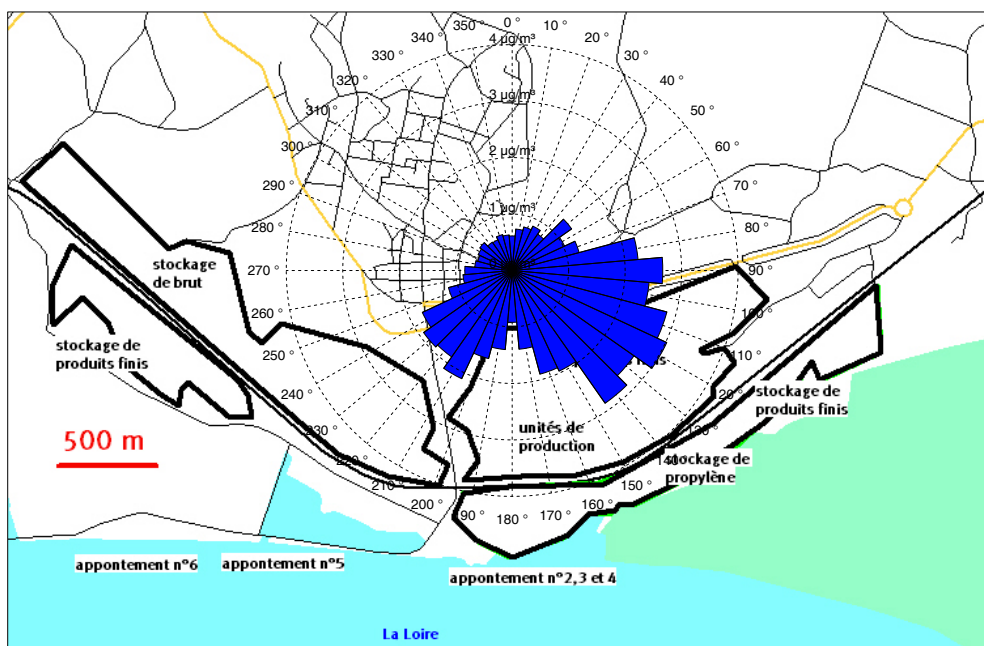 0 °
10 °
20 °
30 °
40 °
50 °
60 °
70 °
80 °
90 °
100 °
110 °
120 °
130 °
140 °
150 °
160 °
170 °
180 °
90 °
200 °
210 °
220 °
230 °
240 °
250 °
260 °
270 °
280 °
290 °
300 °
310 °
320 °
330 °
340 °
350 °
4 µg/m³
3 µg/m³
2 µg/m³
1 µg/m³
stockage
de brut
stockage de
produits finis
500 m
unités de
production
stockage de
produits finis
stockage de
propylène
appontement n°6
appontement n°5
appontement n°2,3 et 4
La Loire